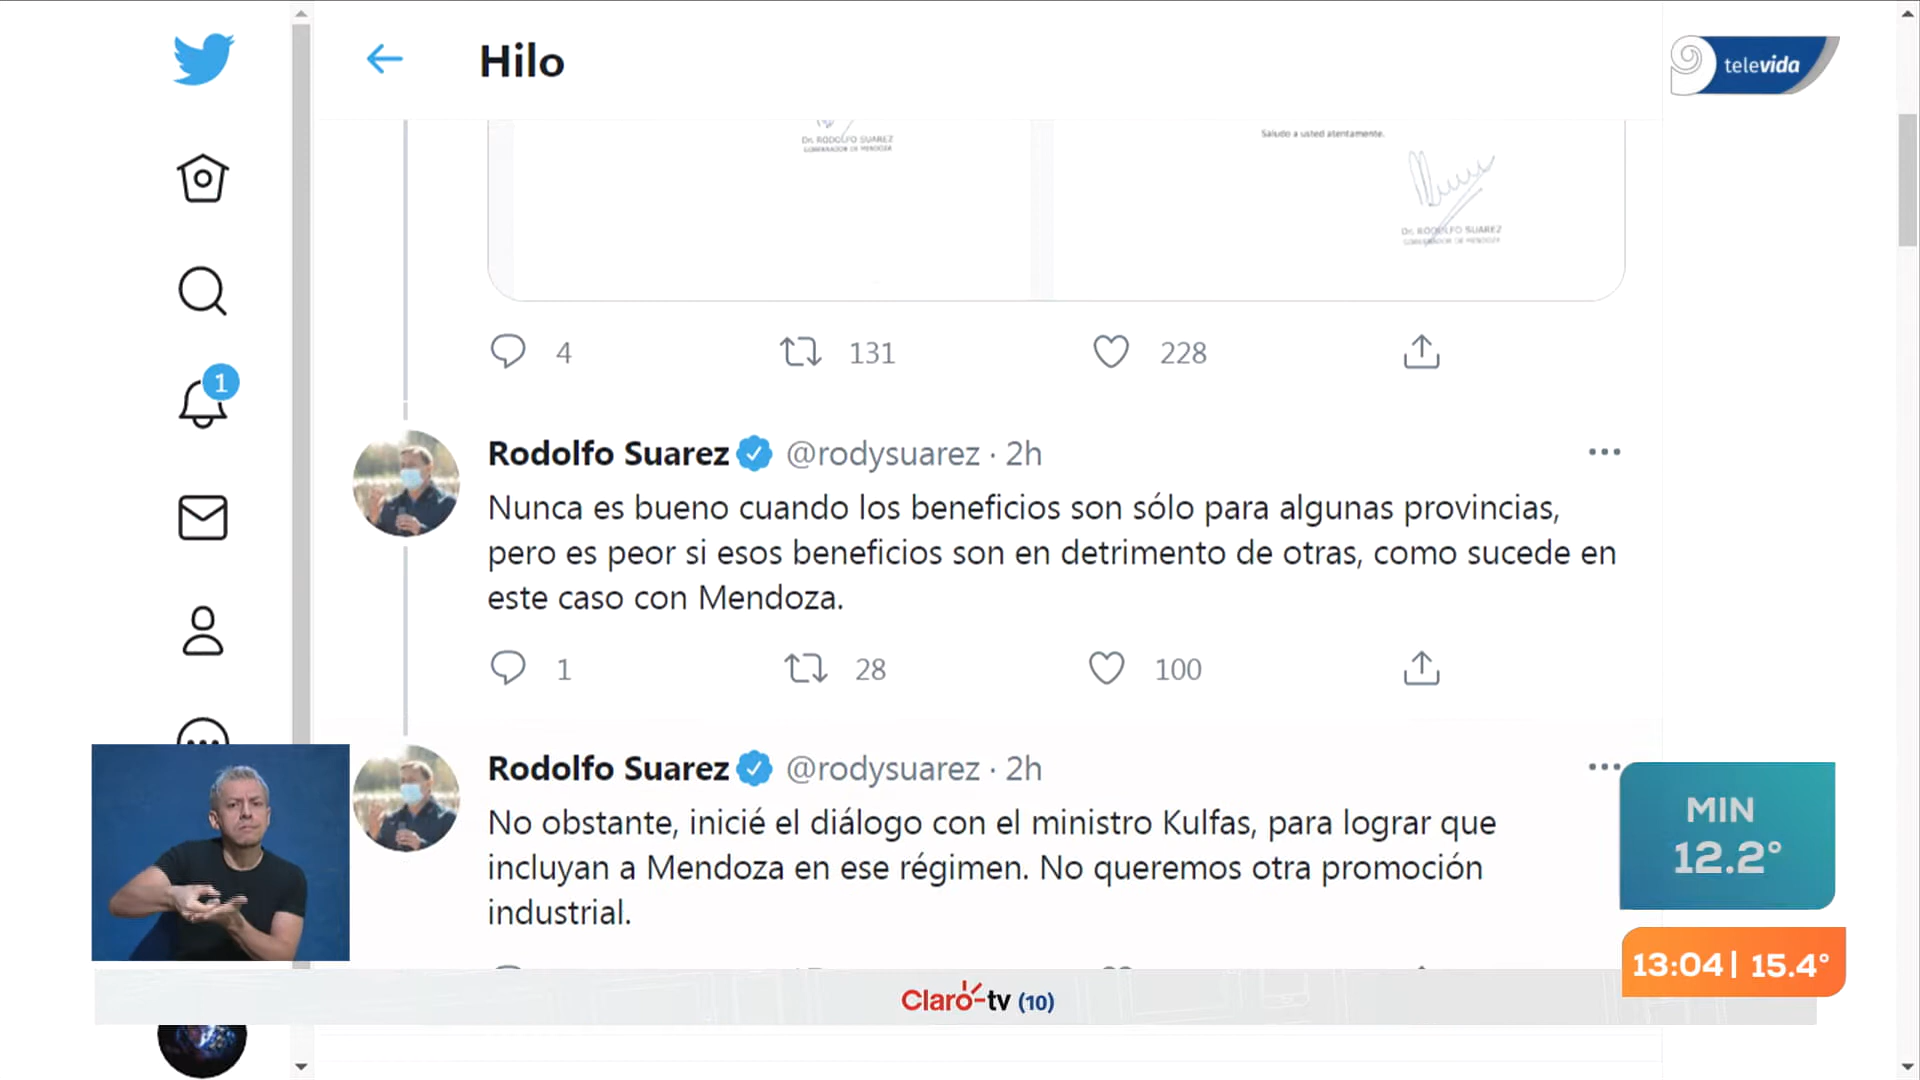 Hilo
televida
Dr. RODOLFO SUAREZ
GOBERNADOR DE MENDOZA
Saludo a usted atentamente.
Dr. RODOLFO SUAREZ
GOBERNADOR DE MENDOZA
4 131 228
1
Rodolfo Suarez @rodysuarez · 2h
Nunca es bueno cuando los beneficios son sólo para algunas provincias,
pero es peor si esos beneficios son en detrimento de otras, como sucede en
este caso con Mendoza.
1 28 100
Rodolfo Suarez @rodysuarez · 2h
No obstante, inicié el diálogo con el ministro Kulfas, para lograr que
incluyan a Mendoza en ese régimen. No queremos otra promoción
industrial.
MIN
12.2°
13:04| 15.4°
Claro-tv (10)